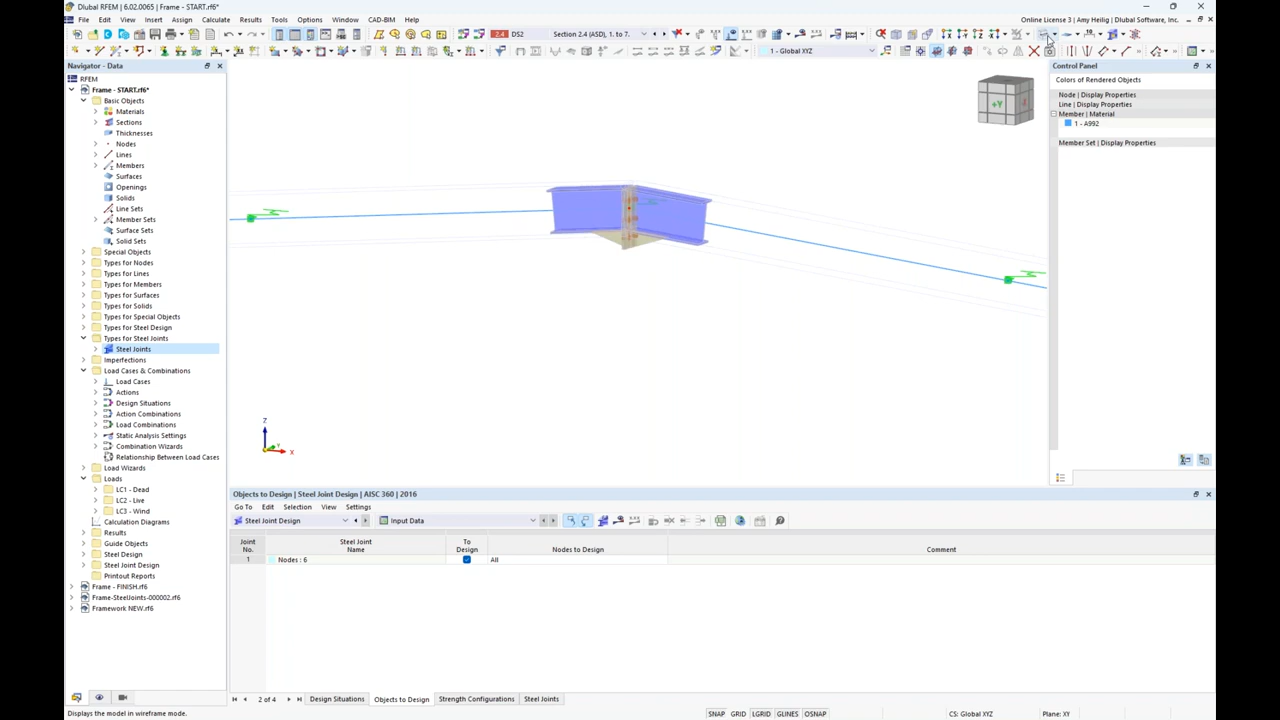 Dlubal RFEM | 6.02.0065 | Frame - START.rf6*
File Edit View Insert Assign Calculate Results Tools Options Window CAD-BIM Help
Online License 3 | Amy Heilig | Dlubal Software, Inc.
2.4 DS2 Section 2.4 (ASD), 1. to 7.
1 - Global XYZ
Navigator - Data
RFEM
Frame - START.rf6*
Basic Objects
Materials
Sections
Thicknesses
Nodes
Lines
Members
Surfaces
Openings
Solids
Line Sets
Member Sets
Surface Sets
Solid Sets
Special Objects
Types for Nodes
Types for Lines
Types for Members
Types for Surfaces
Types for Solids
Types for Special Objects
Types for Steel Design
Types for Steel Joints
Steel Joints
Imperfections
Load Cases & Combinations
Load Cases
Actions
Design Situations
Action Combinations
Load Combinations
Static Analysis Settings
Combination Wizards
Relationship Between Load Cases
Load Wizards
Loads
LC1 - Dead
LC2 - Live
LC3 - Wind
Calculation Diagrams
Results
Guide Objects
Steel Design
Steel Joint Design
Printout Reports
Frame - FINISH.rf6
Frame-SteelJoints-000002.rf6
Framework NEW.rf6
+Y
Z
Y
X
Control Panel
Colors of Rendered Objects
Node | Display Properties
Line | Display Properties
Member | Material
1 - A992
Member Set | Display Properties
Objects to Design | Steel Joint Design | AISC 360 | 2016
Go To Edit Selection View Settings
Steel Joint Design Input Data
Joint No. Steel Joint Name To Design Nodes to Design Comment
1 Nodes : 6 All
2 of 4 Design Situations Objects to Design Strength Configurations Steel Joints
Displays the model in wireframe mode.
SNAP GRID LGRID GLINES OSNAP CS: Global XYZ Plane: XY